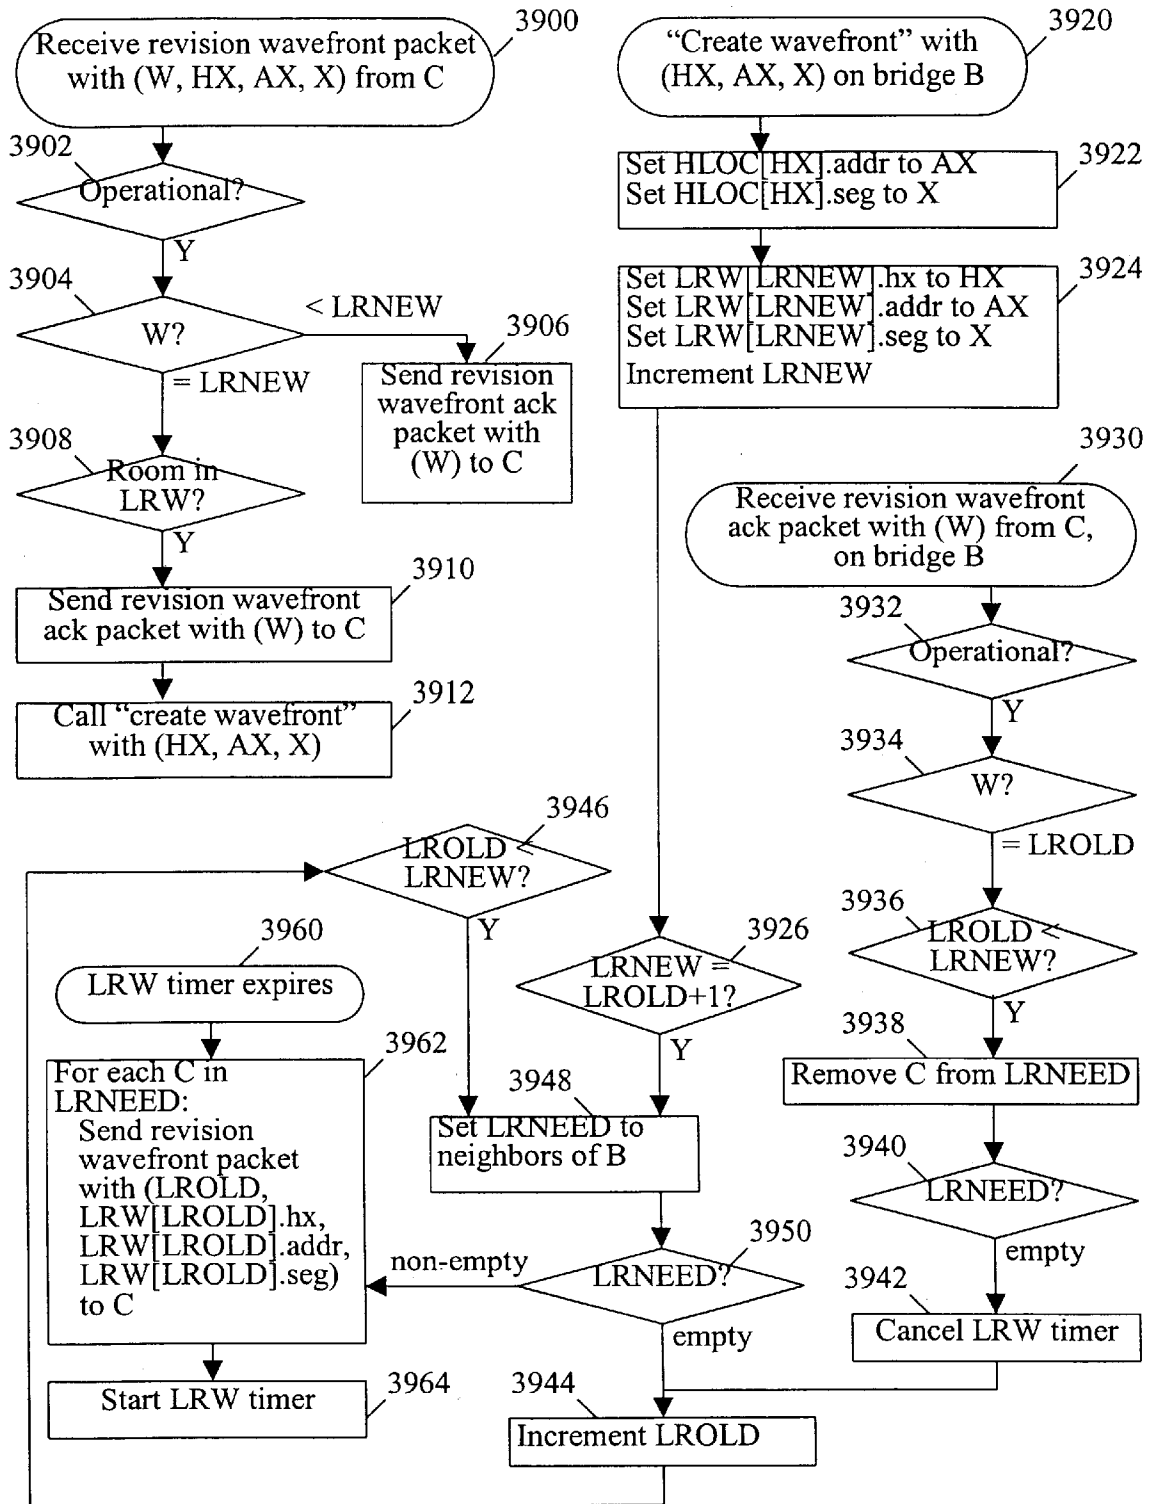 3900
Receive revision wavefront packet
with (W, HX, AX, X) from C
3902
Operational?
Y
3904
W?
< LRNEW
= LRNEW
3906
Send revision
wavefront ack
packet with
(W) to C
3908
Room in
LRW?
Y
3910
Send revision wavefront
ack packet with (W) to C
3912
Call “create wavefront”
with (HX, AX, X)
3920
“Create wavefront” with
(HX, AX, X) on bridge B
3922
Set HLOC[HX].addr to AX
Set HLOC[HX].seg to X
3924
Set LRW[LRNEW].hx to HX
Set LRW[LRNEW].addr to AX
Set LRW[LRNEW].seg to X
Increment LRNEW
3926
LRNEW =
LROLD+1?
Y
3930
Receive revision wavefront
ack packet with (W) from C,
on bridge B
3932
Operational?
Y
3934
W?
= LROLD
3936
LROLD <
LRNEW?
Y
3938
Remove C from LRNEED
3940
LRNEED?
empty
3942
Cancel LRW timer
3944
Increment LROLD
3946
LROLD <
LRNEW?
Y
3948
Set LRNEED to
neighbors of B
3950
LRNEED?
non-empty
empty
3960
LRW timer expires
3962
For each C in
LRNEED:
Send revision
wavefront packet
with (LROLD,
LRW[LROLD].hx,
LRW[LROLD].addr,
LRW[LROLD].seg)
to C
3964
Start LRW timer